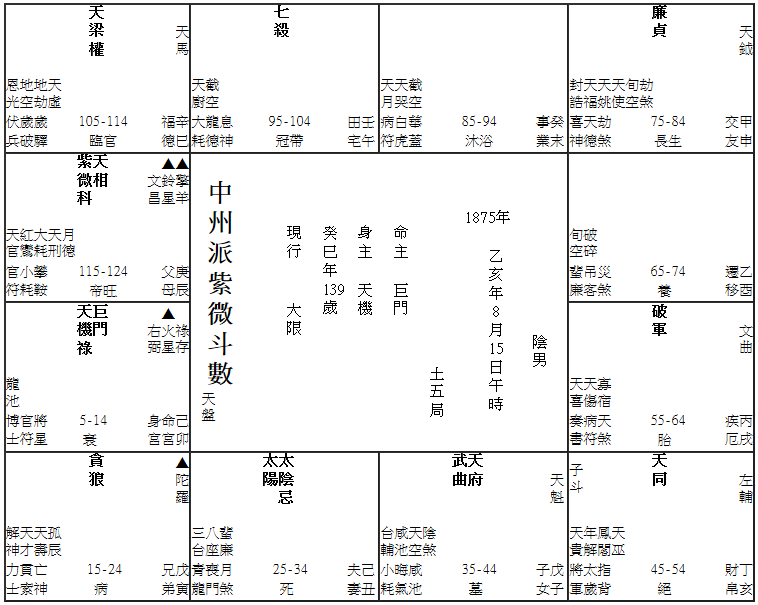 天七廉
梁殺貞
權
天馬
天鉞
恩地地天
光空劫虛
天截
廚空
天天截
月哭空
封天天天旬劫
誥福姚使空煞
伏歲歲 105-114 福辛
兵破驛 臨官 德巳
大龍息 95-104 田壬
耗德神 冠帶 宅午
病白華 85-94 事癸
符虎蓋 沐浴 業未
喜天劫 75-84 交甲
神德煞 長生 友申
紫天
微相
科
▲▲
文鈴擎
昌星羊
天紅大天月
官鸞耗刑德
官小攀 115-124 父庚
符耗鞍 帝旺 母辰
中州派紫微斗數
天盤
1875年
乙亥年8月15日午時
陰男
土五局
命主 巨門
身主 天機
癸巳年139歲
現行 大限
旬破
空碎
蜚吊災 65-74 遷乙
廉客煞 養 移酉
天巨
機門
祿
▲
右火祿
弼星存
龍
池
博官將 5-14 身命己
士符星 衰 宮宮卯
破
軍
文曲
天天寡
喜傷宿
奏病天 55-64 疾丙
書符煞 胎 厄戌
貪
狼
▲
陀羅
解天天孤
神才壽辰
力貫亡 15-24 兄戊
士索神 病 弟寅
太太
陽陰
忌
三八蜚
台座廉
青喪月 25-34 夫己
龍門煞 死 妻丑
武天
曲府
天魁
台咸天陰
輔池空煞
小晦咸 35-44 子戊
耗氣池 墓 女子
子斗
天
同
左輔
天年鳳天
貴解閣巫
將太指 45-54 財丁
軍歲背 絕 帛亥